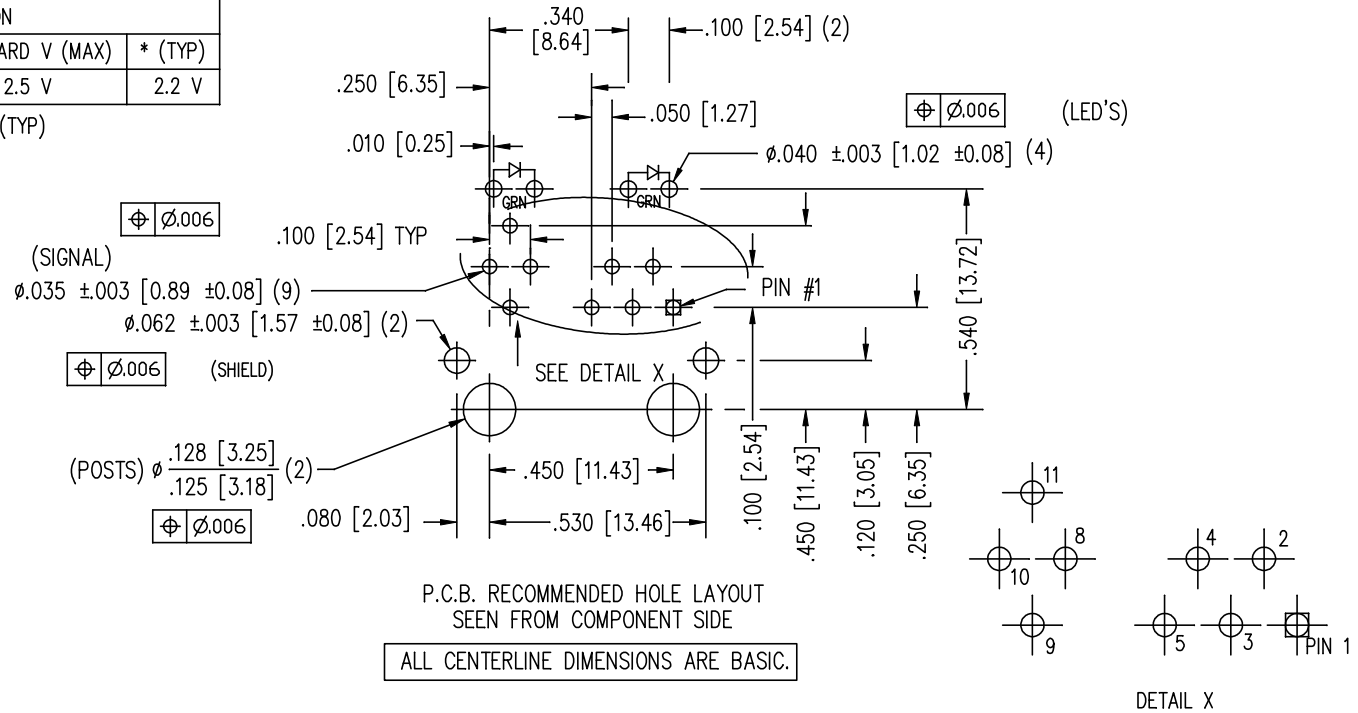 ON
ARD V (MAX) * (TYP)
2.5 V 2.2 V
(TYP)
.340
[8.64]
.100 [2.54] (2)
.250 [6.35]
.050 [1.27]
⌖ Ø.006 (LED'S)
.010 [0.25]
Ø.040 ±.003 [1.02 ±0.08] (4)
GRN GRN
⌖ Ø.006
.100 [2.54] TYP
(SIGNAL)
Ø.035 ±.003 [0.89 ±0.08] (9)
PIN #1
.540 [13.72]
Ø.062 ±.003 [1.57 ±0.08] (2)
⌖ Ø.006 (SHIELD)
SEE DETAIL X
(POSTS) Ø .128 [3.25] (2)
.125 [3.18]
⌖ Ø.006
.450 [11.43]
.080 [2.03]
.530 [13.46]
.100 [2.54]
.450 [11.43]
.120 [3.05]
.250 [6.35]
P.C.B. RECOMMENDED HOLE LAYOUT
SEEN FROM COMPONENT SIDE
ALL CENTERLINE DIMENSIONS ARE BASIC.
11
10 8 4 2
9 5 3 PIN 1
DETAIL X